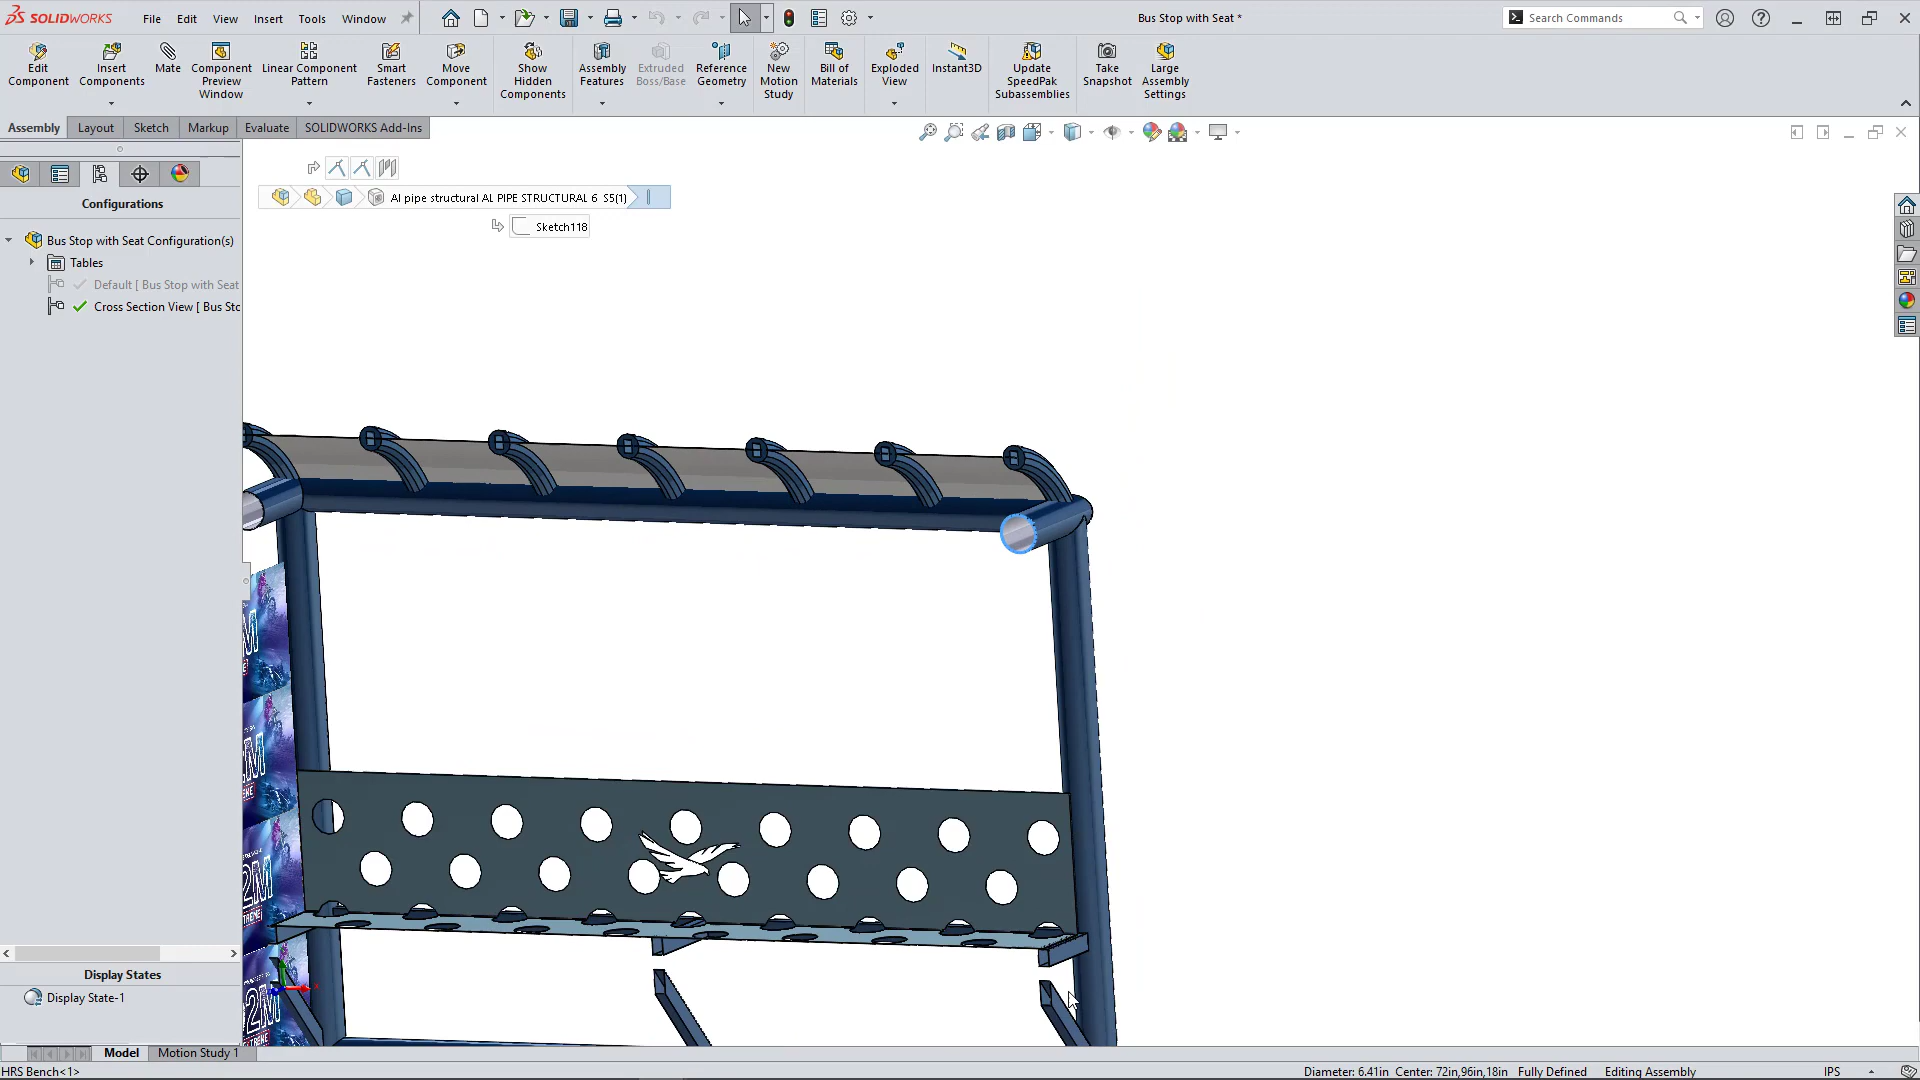 SOLIDWORKS File Edit View Insert Tools Window Bus Stop with Seat * Search Commands
Edit Component
Insert Components
Mate
Component Preview Window
Linear Component Pattern
Smart Fasteners
Move Component
Show Hidden Components
Assembly Features
Extruded Boss/Base
Reference Geometry
New Motion Study
Bill of Materials
Exploded View
Instant3D
Update SpeedPak Subassemblies
Take Snapshot
Large Assembly Settings
Assembly Layout Sketch Markup Evaluate SOLIDWORKS Add-Ins
Configurations
Al pipe structural AL PIPE STRUCTURAL 6 S5(1)
Sketch118
Bus Stop with Seat Configuration(s)
Tables
Default [ Bus Stop with Seat
Cross Section View [ Bus Sto
Display States
Display State-1
Model Motion Study 1
HRS Bench<1> Diameter: 6.41in Center: 72in,96in,18in Fully Defined Editing Assembly IPS